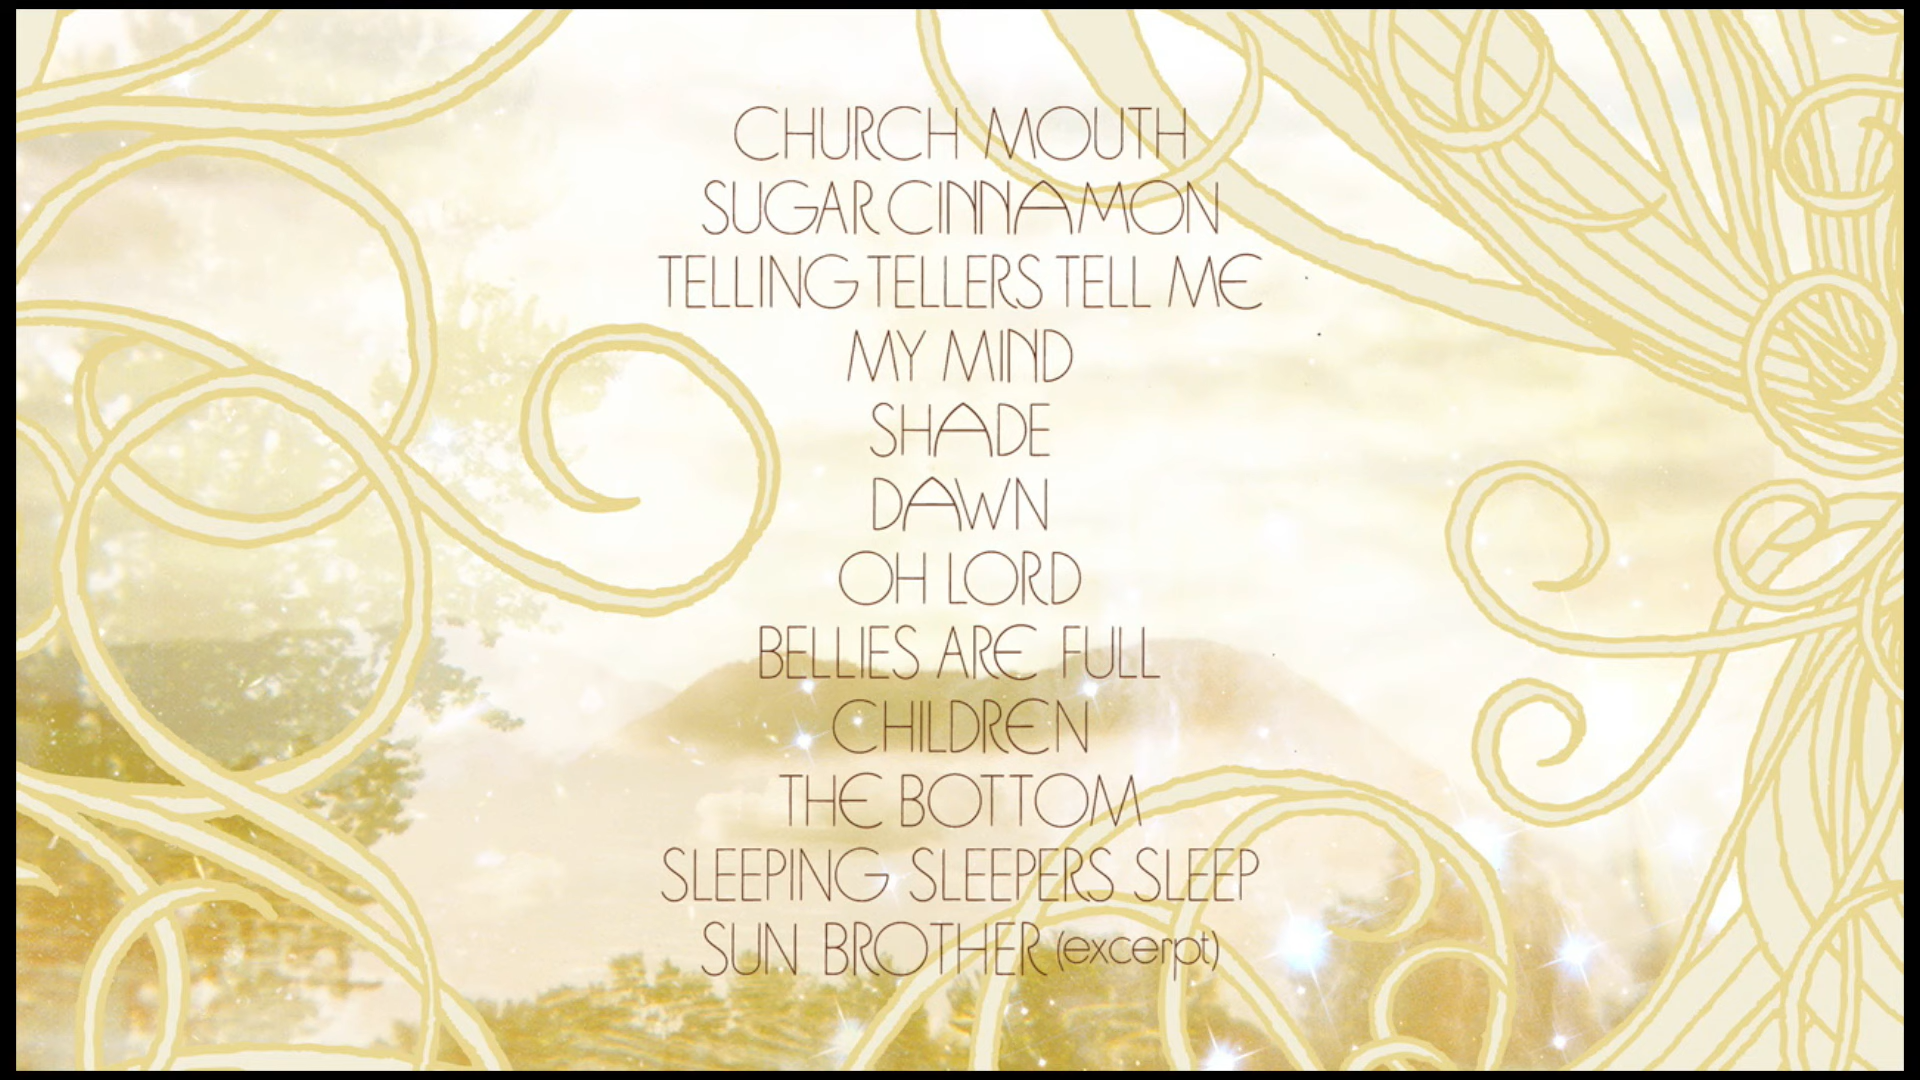 CHURCH MOUTH
SUGAR CINNAMON
TELLING TELLERS TELL ME
MY MIND
SHADE
DAWN
OH LORD
BELLIES ARE FULL
CHILDREN
THE BOTTOM
SLEEPING SLEEPERS SLEEP
SUN BROTHER (excerpt)